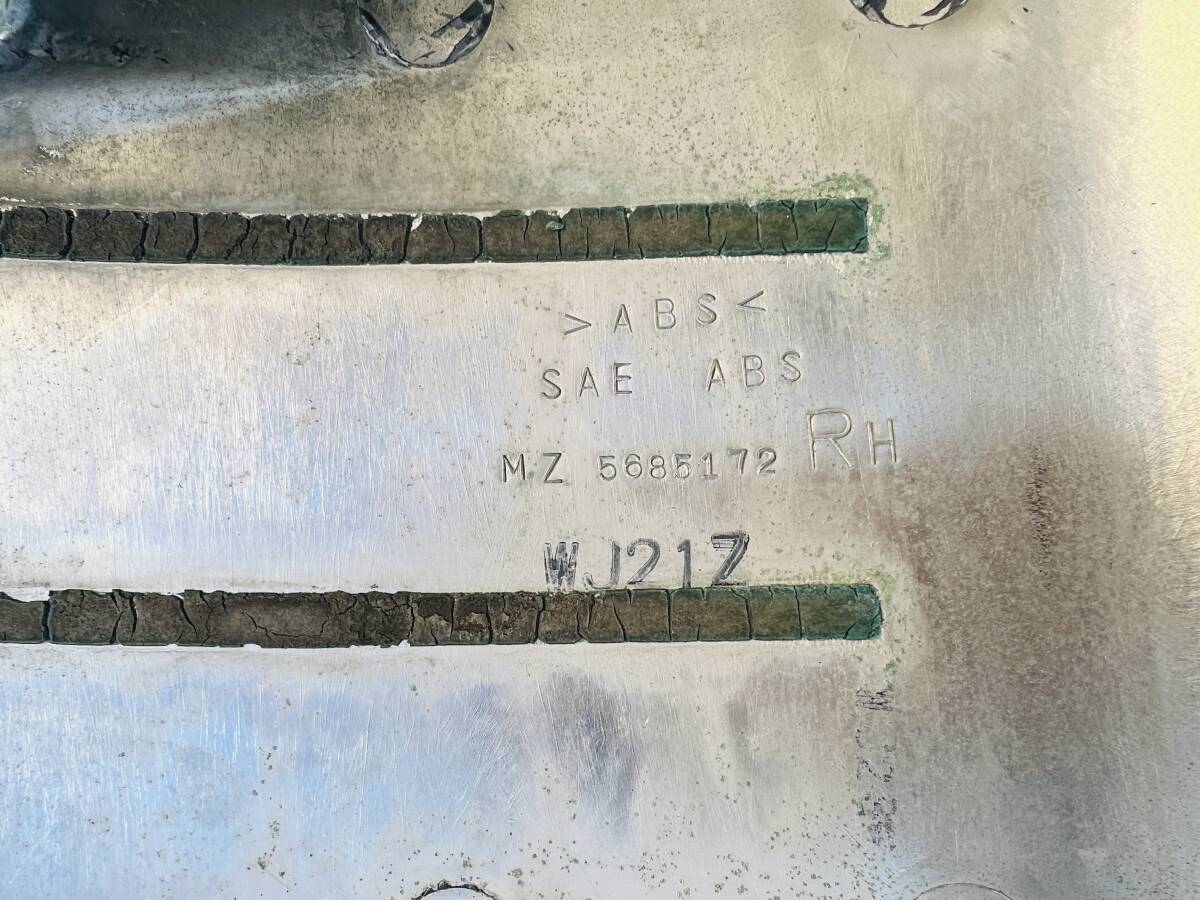 >ABS<
SAE ABS
MZ 5685172 RH
WJ21Z